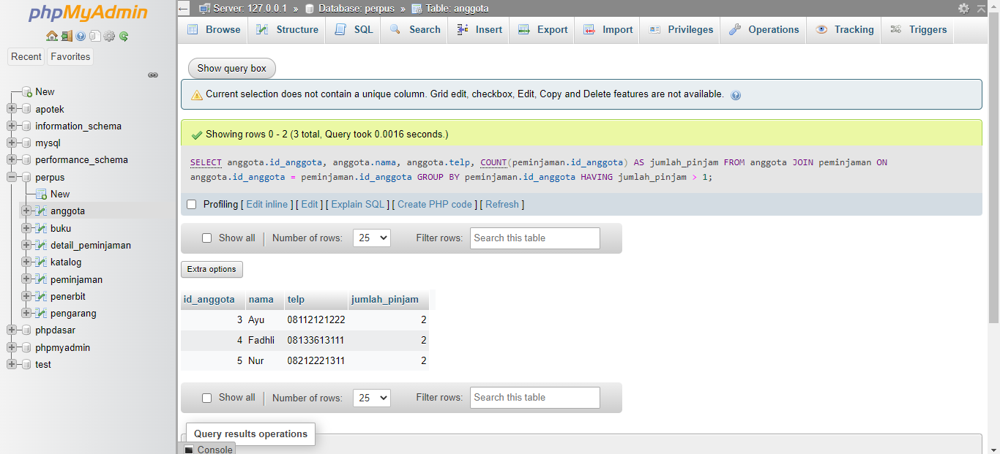 phpMyAdmin
Recent Favorites
New
apotek
information_schema
mysql
performance_schema
perpus
New
anggota
buku
detail_peminjaman
katalog
peminjaman
penerbit
pengarang
phpdasar
phpmyadmin
test
Server: 127.0.0.1 » Database: perpus » Table: anggota
Browse Structure SQL Search Insert Export Import Privileges Operations Tracking Triggers
Show query box
Current selection does not contain a unique column. Grid edit, checkbox, Edit, Copy and Delete features are not available.
Showing rows 0 - 2 (3 total, Query took 0.0016 seconds.)
SELECT anggota.id_anggota, anggota.nama, anggota.telp, COUNT(peminjaman.id_anggota) AS jumlah_pinjam FROM anggota JOIN peminjaman ON
anggota.id_anggota = peminjaman.id_anggota GROUP BY peminjaman.id_anggota HAVING jumlah_pinjam > 1;
Profiling [ Edit inline ] [ Edit ] [ Explain SQL ] [ Create PHP code ] [ Refresh ]
Show all | Number of rows: 25 Filter rows: Search this table
Extra options
id_anggota nama telp jumlah_pinjam
3 Ayu 08112121222 2
4 Fadhli 08133613111 2
5 Nur 08212221311 2
Show all | Number of rows: 25 Filter rows: Search this table
Query results operations
Console